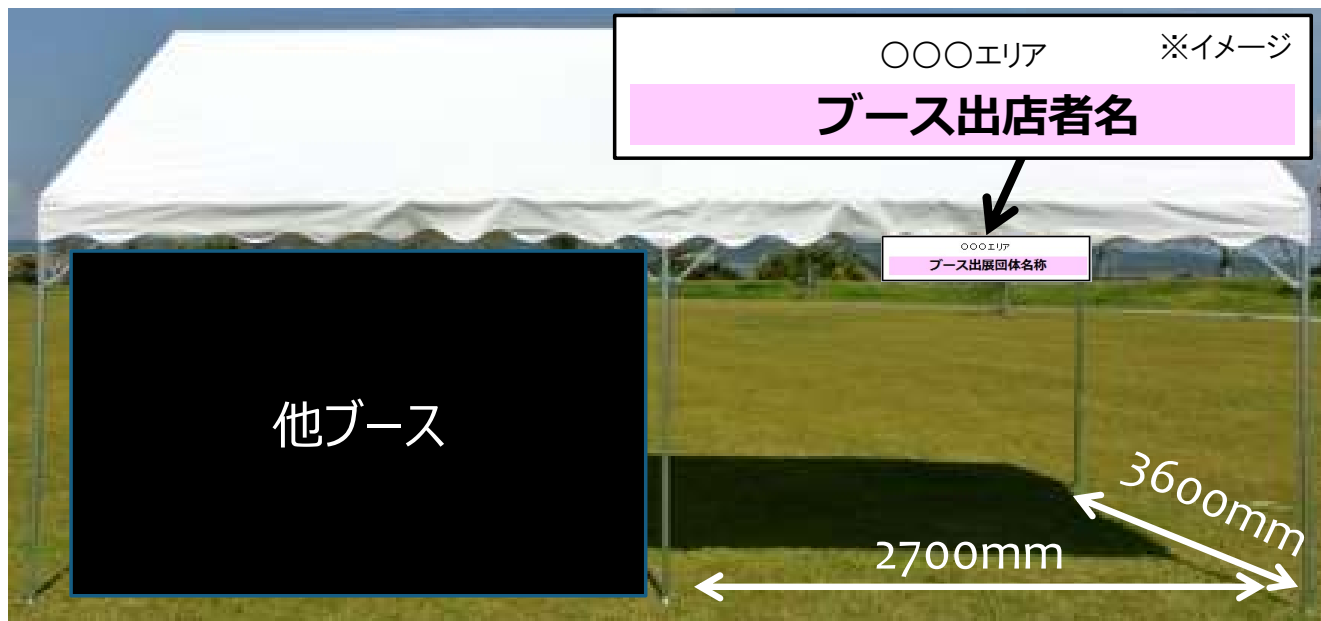 ○○○エリア
※イメージ
ブース出店者名
○○○エリア
ブース出展団体名称
他ブース
3600mm
2700mm